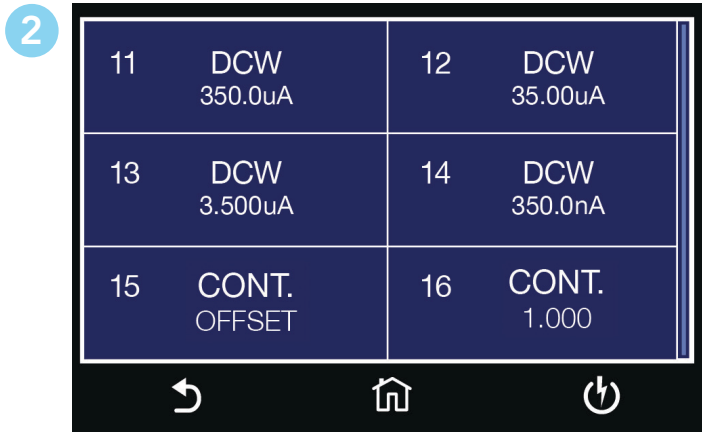 2
11 DCW
350.0uA
12 DCW
35.00uA
13 DCW
3.500uA
14 DCW
350.0nA
15 CONT.
OFFSET
16 CONT.
1.000